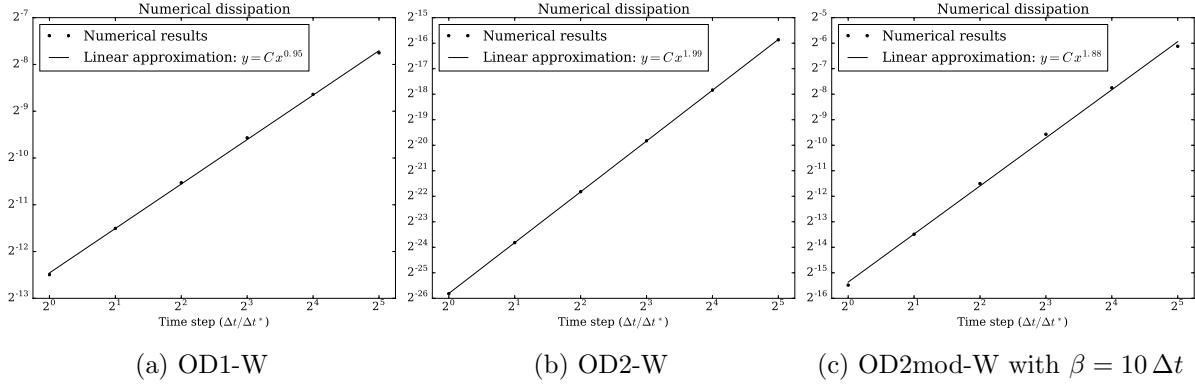 Numerical dissipation
2^-7
2^-8
2^-9
2^-10
2^-11
2^-12
2^-13
Numerical results
Linear approximation: y = Cx^0.95
2^0 2^1 2^2 2^3 2^4 2^5
Time step (Δt/Δt*)
(a) OD1-W
Numerical dissipation
2^-15
2^-16
2^-17
2^-18
2^-19
2^-20
2^-21
2^-22
2^-23
2^-24
2^-25
2^-26
Numerical results
Linear approximation: y = Cx^1.99
2^0 2^1 2^2 2^3 2^4 2^5
Time step (Δt/Δt*)
(b) OD2-W
Numerical dissipation
2^-5
2^-6
2^-7
2^-8
2^-9
2^-10
2^-11
2^-12
2^-13
2^-14
2^-15
2^-16
Numerical results
Linear approximation: y = Cx^1.88
2^0 2^1 2^2 2^3 2^4 2^5
Time step (Δt/Δt*)
(c) OD2mod-W with β = 10 Δt